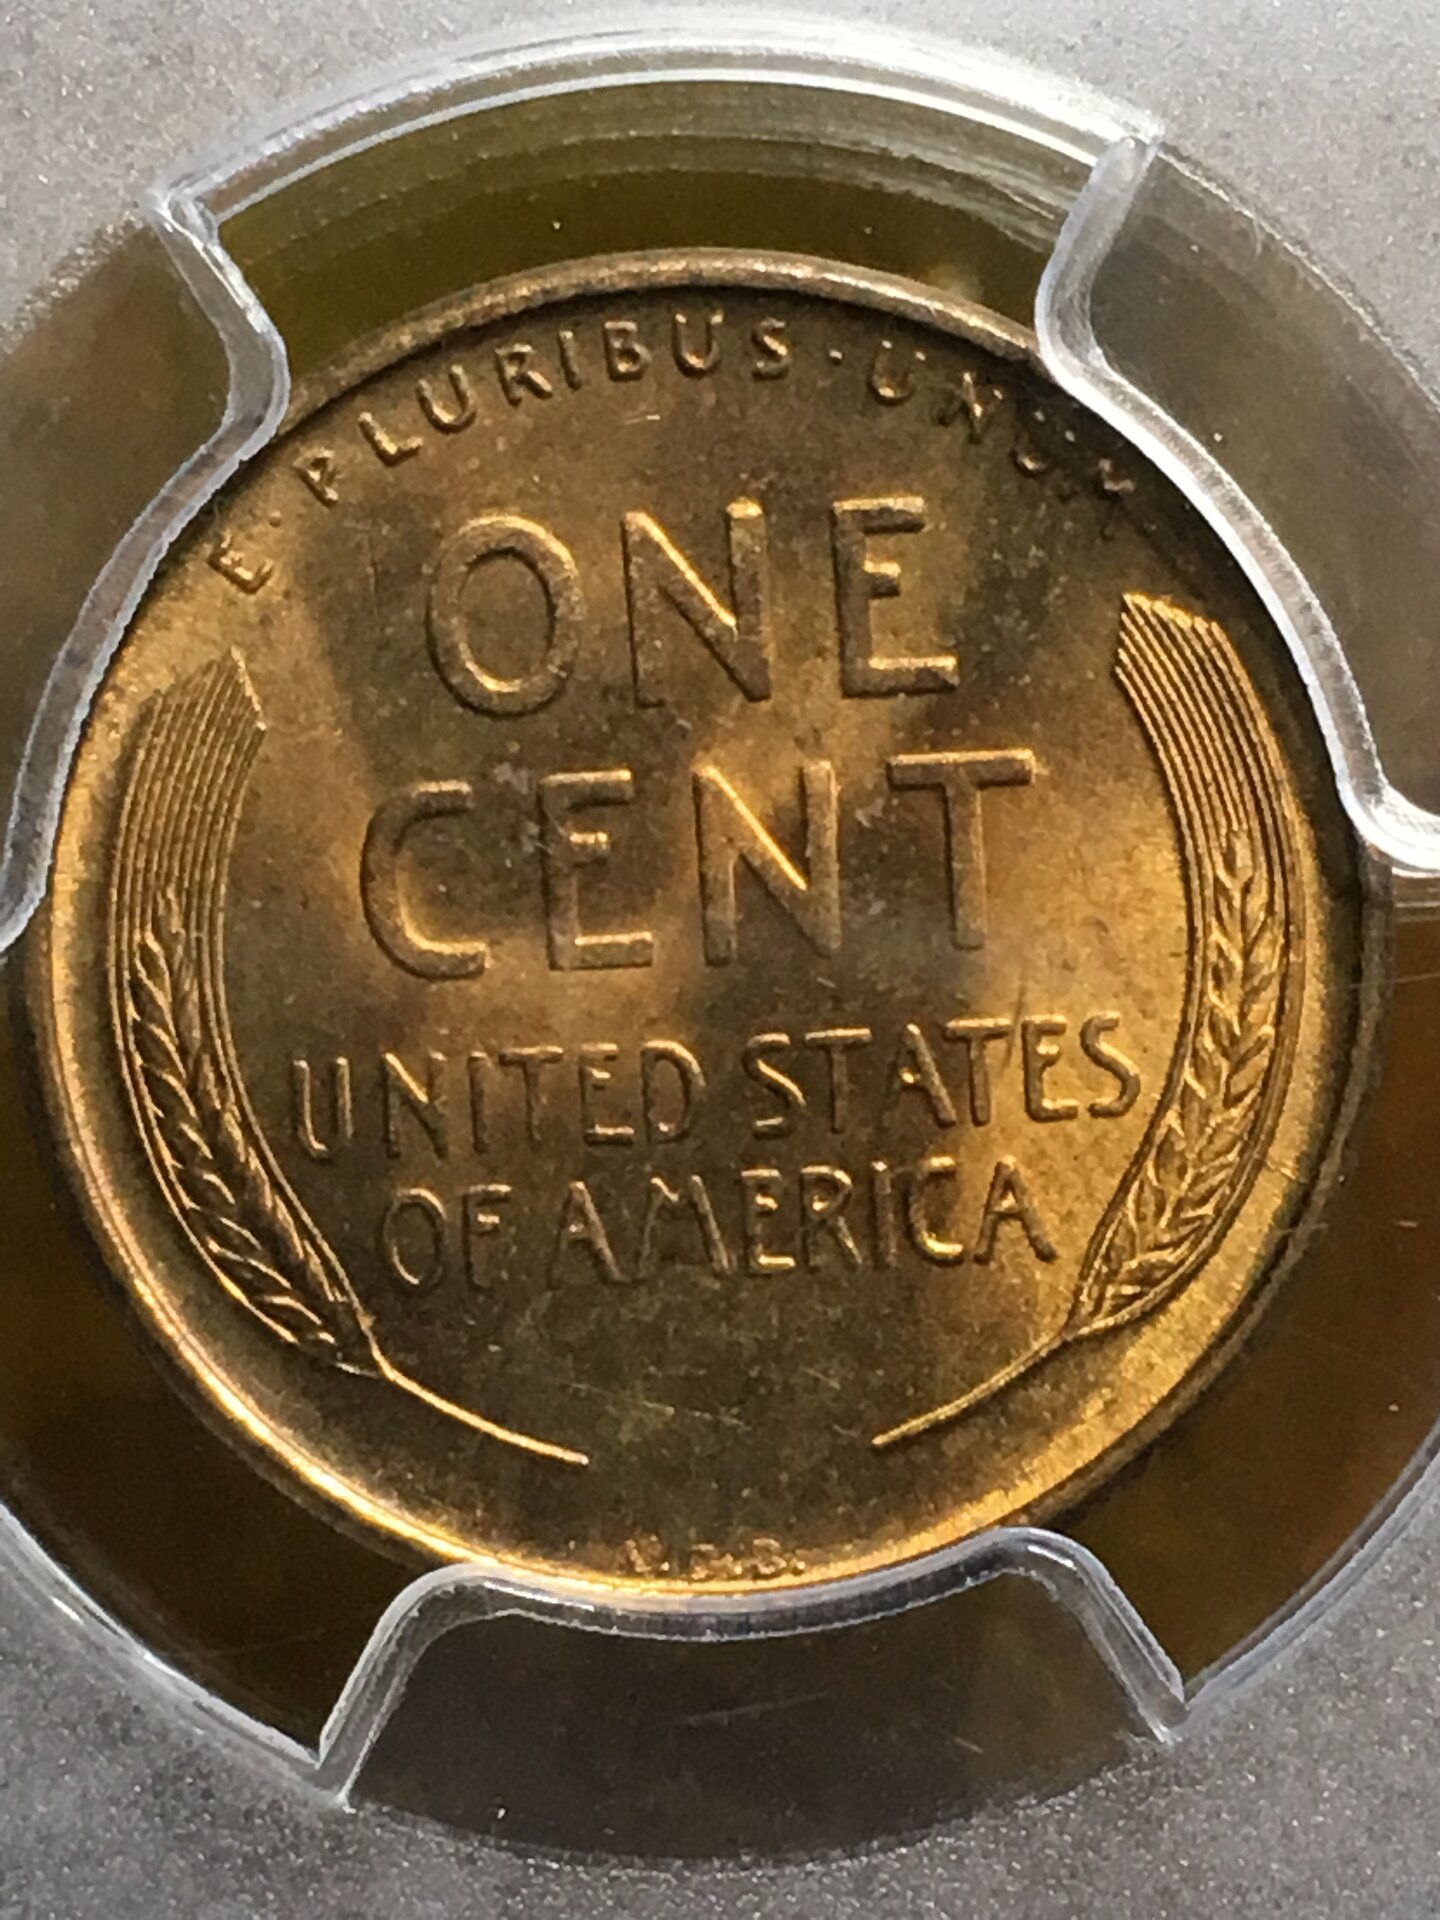 E·PLURIBUS·UNUM
ONE
CENT
UNITED STATES
OF AMERICA
V.D.B.